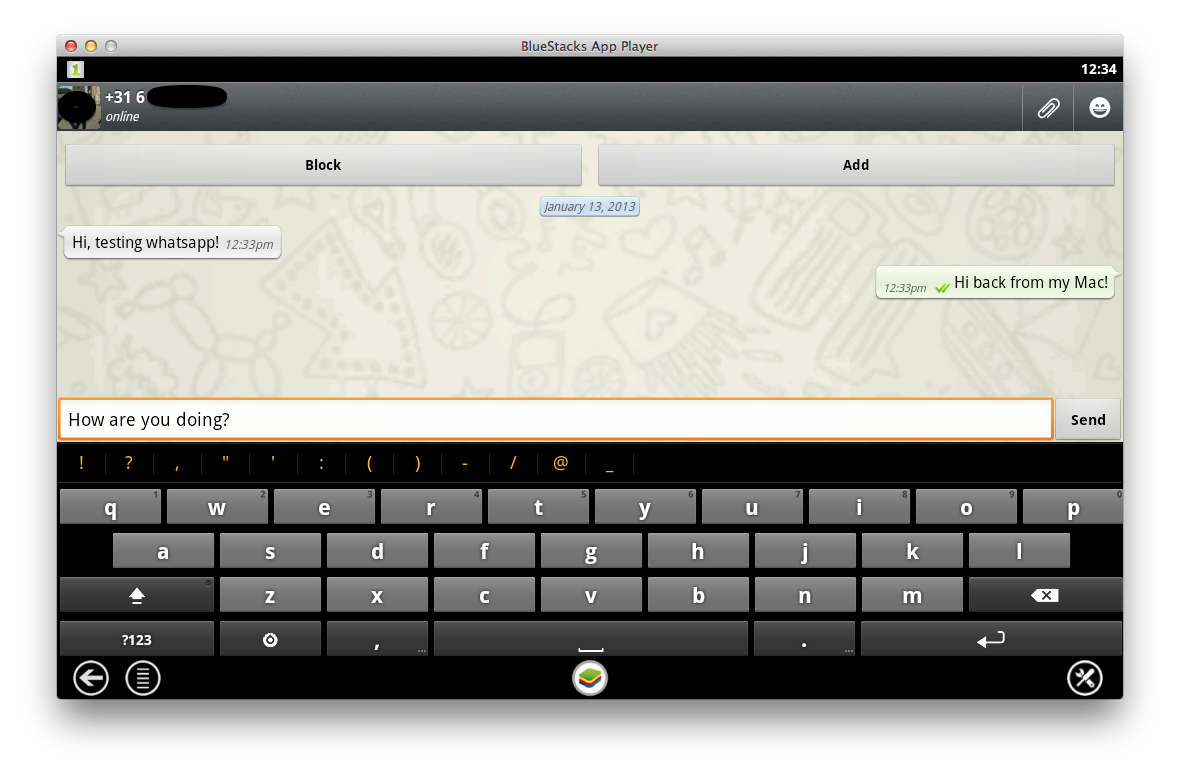 BlueStacks App Player
1
12:34
+31 6
online
Block
Add
January 13, 2013
Hi, testing whatsapp! 12:33pm
12:33pm Hi back from my Mac!
How are you doing?
Send
! ? , " ' : ( ) - / @ _
q 1 w 2 e 3 r 4 t 5 y 6 u 7 i 8 o 9 p 0
a s d f g h j k l
z x c v b n m
?123 , ... . ...